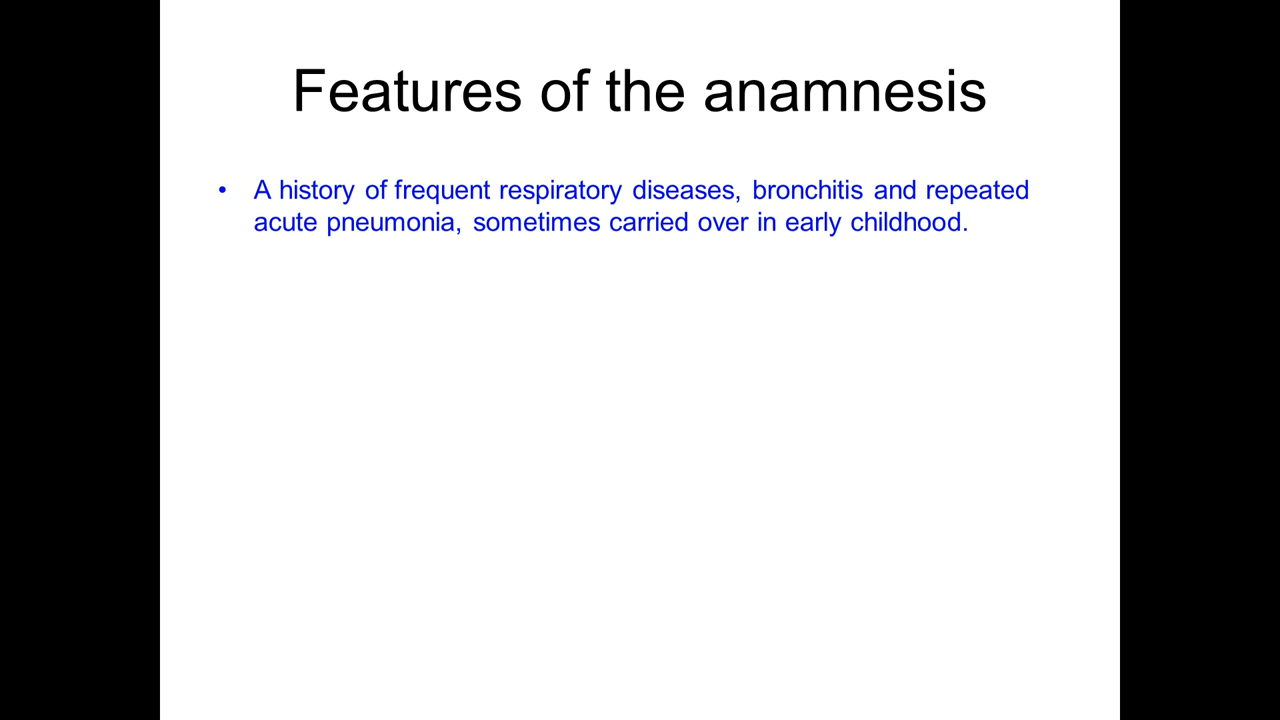 Features of the anamnesis
• A history of frequent respiratory diseases, bronchitis and repeated
acute pneumonia, sometimes carried over in early childhood.